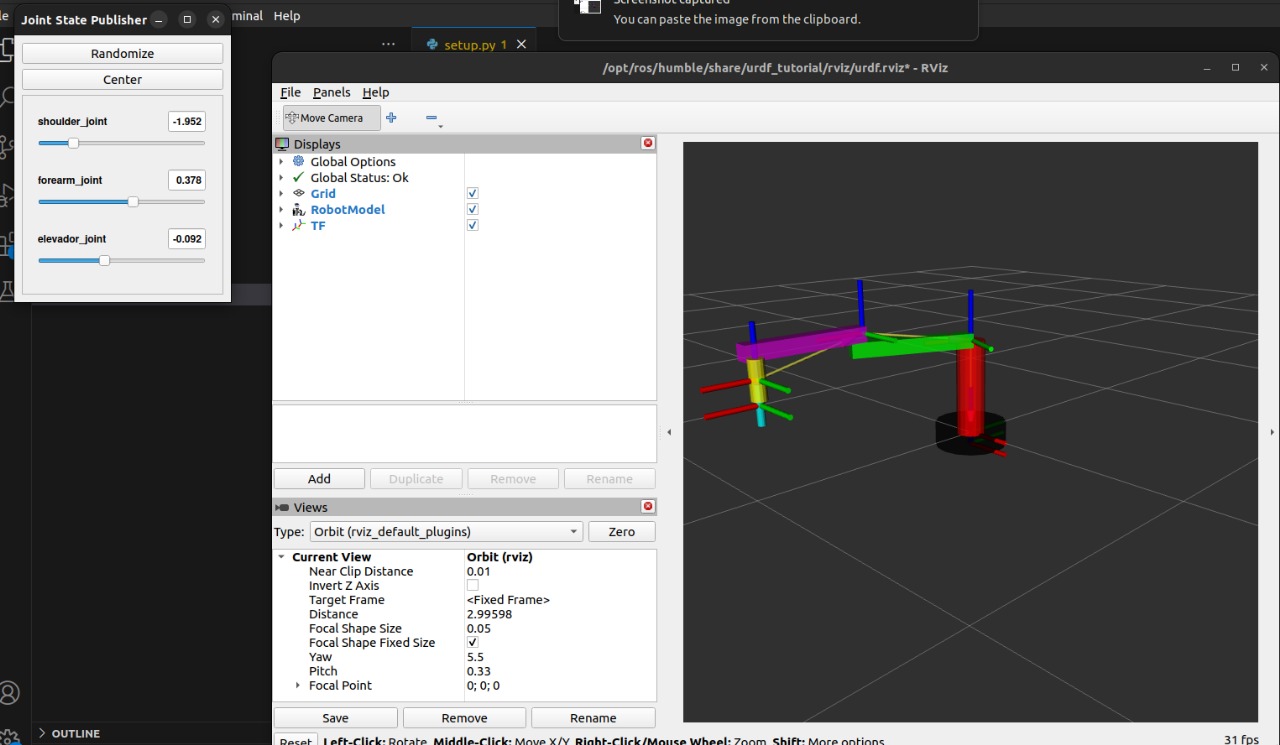 Joint State Publisher
minal Help
Screenshot captured
You can paste the image from the clipboard.
Randomize
Center
shoulder_joint -1.952
forearm_joint 0.378
elevador_joint -0.092
... setup.py 1
/opt/ros/humble/share/urdf_tutorial/rviz/urdf.rviz* - RViz
File Panels Help
Move Camera
Displays
Global Options
Global Status: Ok
Grid
RobotModel
TF
Add Duplicate Remove Rename
Views
Type: Orbit (rviz_default_plugins) Zero
Current View Orbit (rviz)
Near Clip Distance 0.01
Invert Z Axis
Target Frame <Fixed Frame>
Distance 2.99598
Focal Shape Size 0.05
Focal Shape Fixed Size
Yaw 5.5
Pitch 0.33
Focal Point 0; 0; 0
Save Remove Rename
OUTLINE
Reset Left-Click: Rotate. Middle-Click: Move X/Y. Right-Click/Mouse Wheel: Zoom. Shift: More options.
31 fps